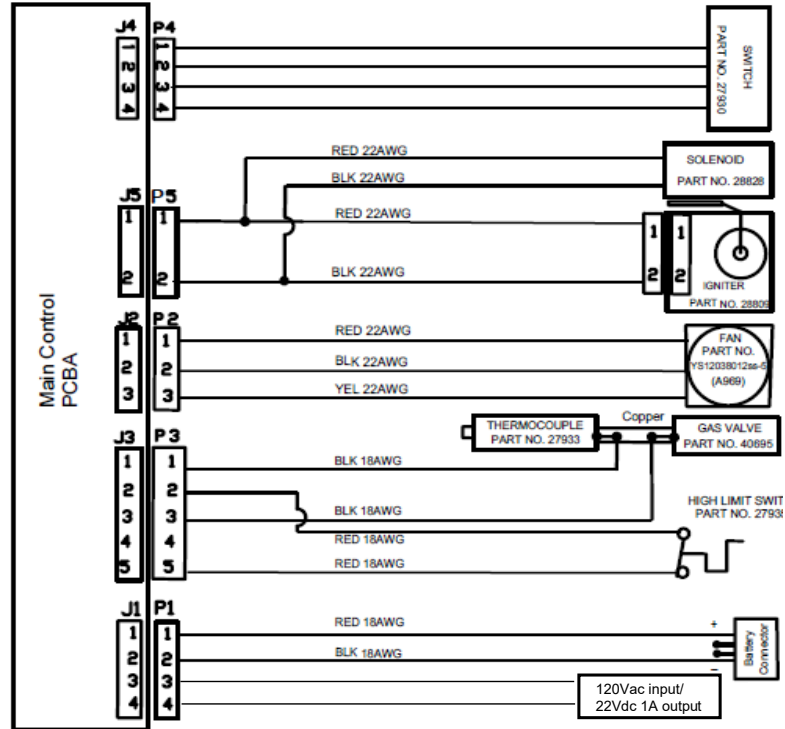 J4 P4
1 1
2 2
3 3
4 4
SWITCH
PART NO. 27930
RED 22AWG
BLK 22AWG
SOLENOID
PART NO. 28828
J5 P5
1 1
2 2
RED 22AWG
BLK 22AWG
1 1
2 2
IGNITER
PART NO. 28809
Main Control
PCBA
J2 P2
1 1
2 2
3 3
RED 22AWG
BLK 22AWG
YEL 22AWG
FAN
PART NO.
YS12038012ss-5
(A969)
THERMOCOUPLE
PART NO. 27933
Copper
GAS VALVE
PART NO. 40695
J3 P3
1 1
2 2
3 3
4 4
5 5
BLK 18AWG
BLK 18AWG
RED 18AWG
RED 18AWG
HIGH LIMIT SWIT
PART NO. 2793
J1 P1
1 1
2 2
3 3
4 4
RED 18AWG
BLK 18AWG
+
–
Battery
Connector
120Vac input/
22Vdc 1A output